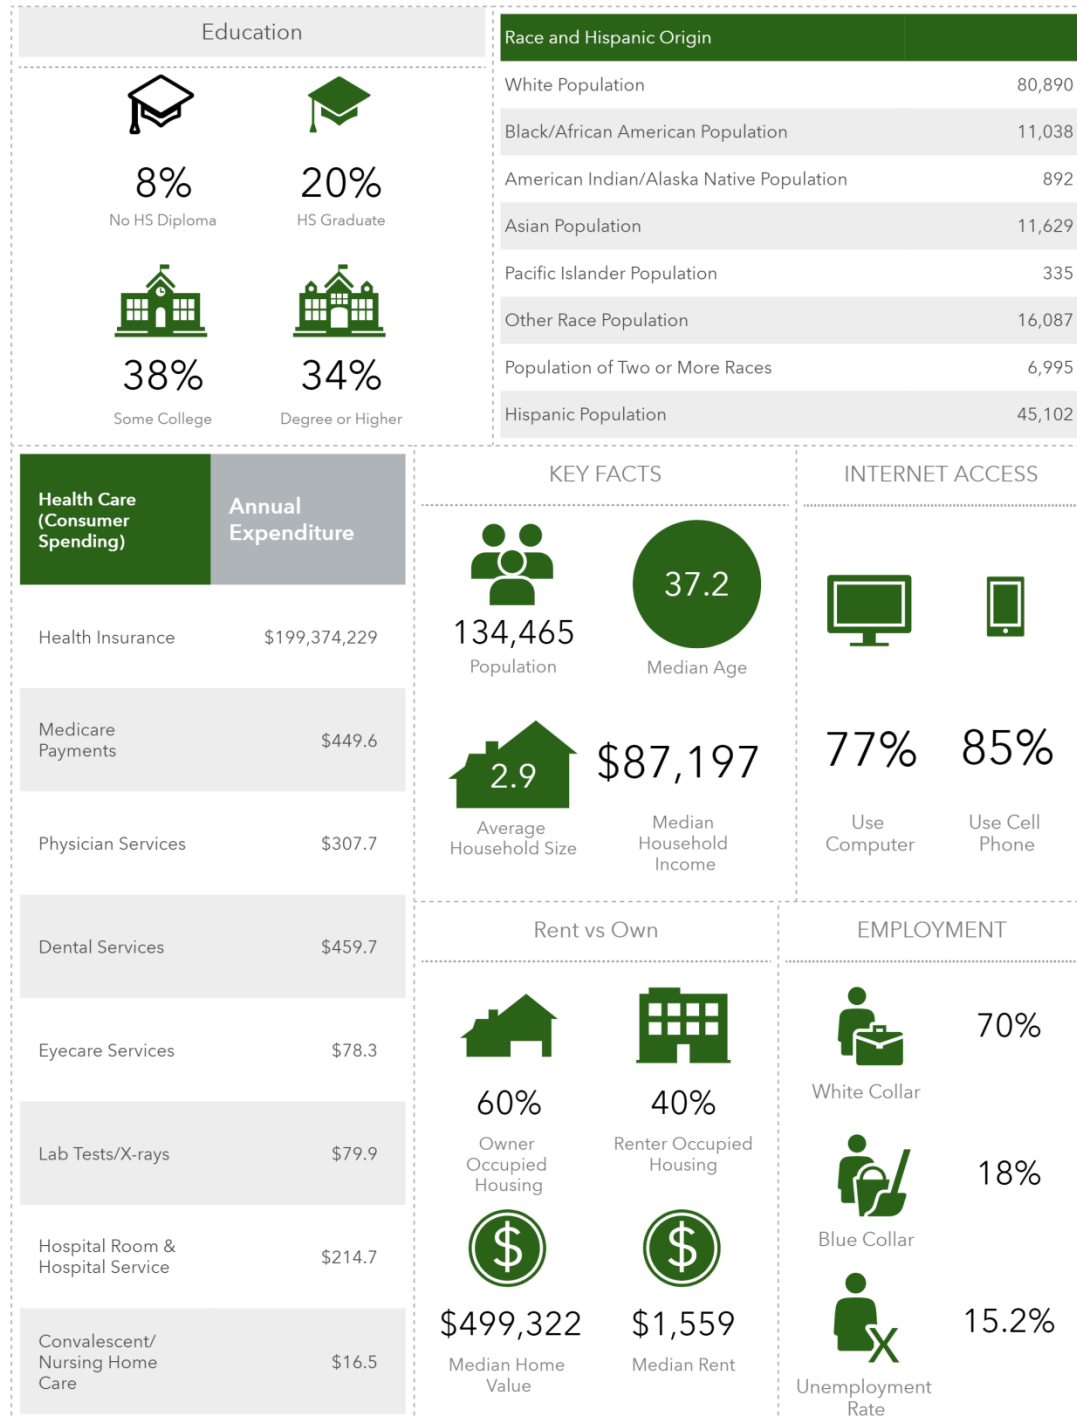 Education
8%
No HS Diploma
20%
HS Graduate
38%
Some College
34%
Degree or Higher
Race and Hispanic Origin
White Population 80,890
Black/African American Population 11,038
American Indian/Alaska Native Population 892
Asian Population 11,629
Pacific Islander Population 335
Other Race Population 16,087
Population of Two or More Races 6,995
Hispanic Population 45,102
Health Care
(Consumer
Spending)
Annual
Expenditure
Health Insurance $199,374,229
Medicare
Payments
$449.6
Physician Services $307.7
Dental Services $459.7
Eyecare Services $78.3
Lab Tests/X-rays $79.9
Hospital Room &
Hospital Service
$214.7
Convalescent/
Nursing Home
Care
$16.5
KEY FACTS
134,465
Population
37.2
Median Age
2.9
Average
Household Size
$87,197
Median
Household
Income
INTERNET ACCESS
77%
Use
Computer
85%
Use Cell
Phone
Rent vs Own
60%
Owner
Occupied
Housing
40%
Renter Occupied
Housing
$
$499,322
Median Home
Value
$
$1,559
Median Rent
EMPLOYMENT
70%
White Collar
18%
Blue Collar
X
15.2%
Unemployment
Rate